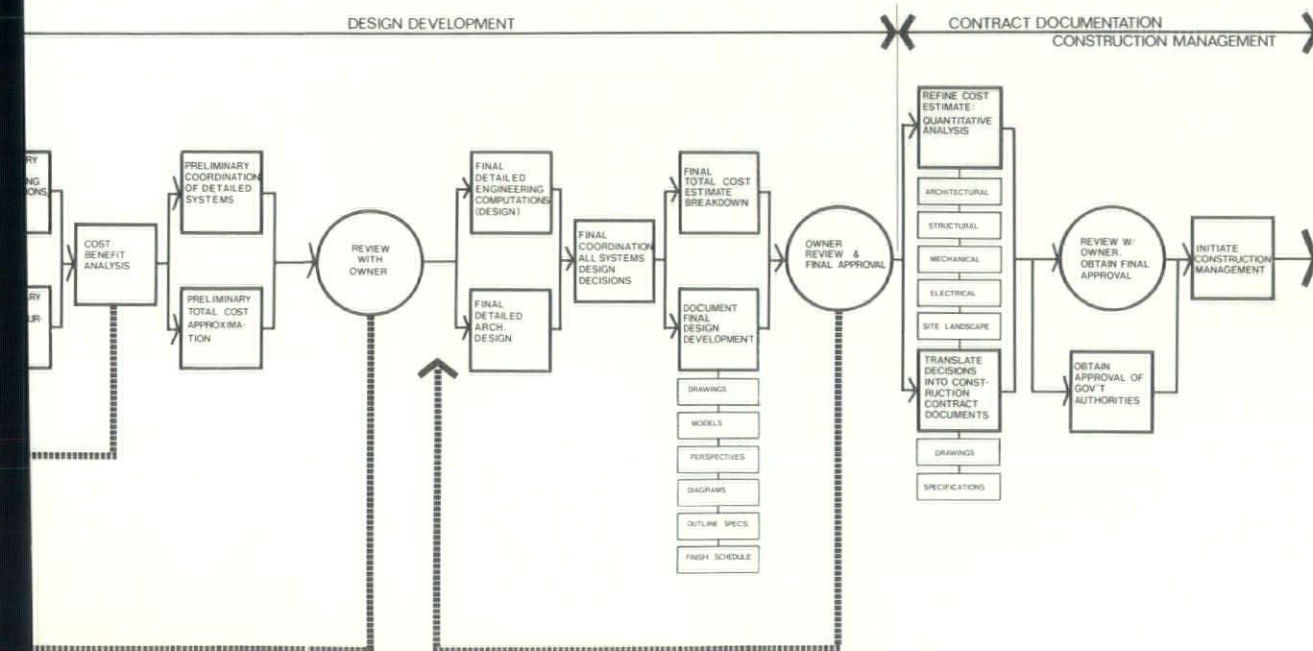 DESIGN DEVELOPMENT
CONTRACT DOCUMENTATION
CONSTRUCTION MANAGEMENT
COST
BENEFIT
ANALYSIS
PRELIMINARY
COORDINATION
OF DETAILED
SYSTEMS
PRELIMINARY
TOTAL COST
APPROXIMA-
TION
REVIEW
WITH
OWNER
FINAL
DETAILED
ENGINEERING
COMPUTATIONS
(DESIGN)
FINAL
DETAILED
ARCH.
DESIGN
FINAL
COORDINATION
ALL SYSTEMS
DESIGN
DECISIONS
FINAL
TOTAL COST
ESTIMATE
BREAKDOWN
DOCUMENT
FINAL
DESIGN
DEVELOPMENT
DRAWINGS
MODELS
PERSPECTIVES
DIAGRAMS
OUTLINE SPECS.
FINISH SCHEDULE
OWNER
REVIEW &
FINAL APPROVAL
REFINE COST
ESTIMATE:
QUANTITATIVE
ANALYSIS
ARCHITECTURAL
STRUCTURAL
MECHANICAL
ELECTRICAL
SITE LANDSCAPE
TRANSLATE
DECISIONS
INTO CONST-
RUCTION
CONTRACT
DOCUMENTS
DRAWINGS
SPECIFICATIONS
REVIEW W/
OWNER.
OBTAIN FINAL
APPROVAL
OBTAIN
APPROVAL OF
GOV'T
AUTHORITIES
INITIATE
CONSTRUCTION
MANAGEMENT